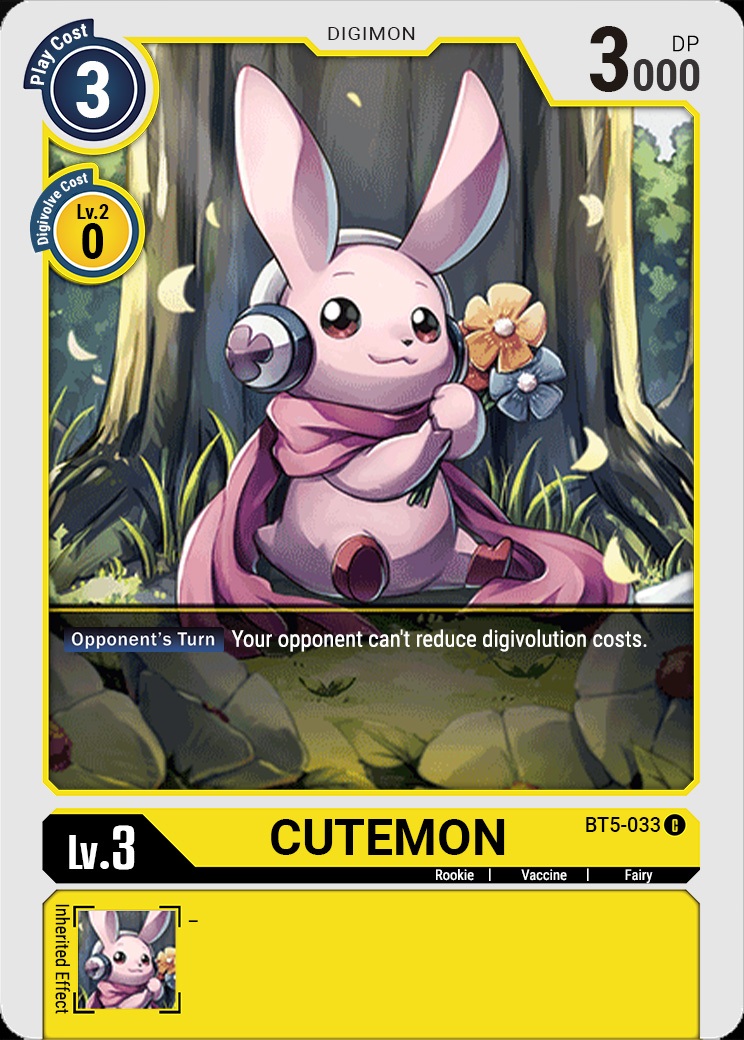 Play Cost
3
DIGIMON
3000
DP
Digivolve Cost
Lv.2
0
Opponent's Turn Your opponent can't reduce digivolution costs.
Lv.3
CUTEMON
BT5-033 C
Rookie | Vaccine | Fairy
Inherited Effect
–